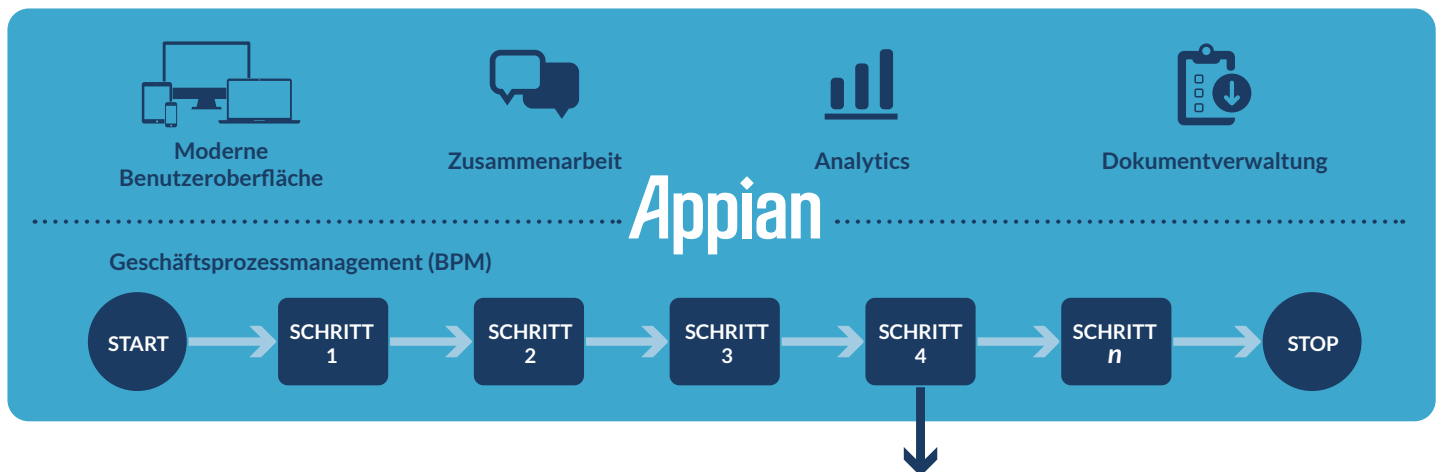 Moderne
Benutzeroberfläche
Zusammenarbeit
Analytics
Dokumentverwaltung
Appian
Geschäftsprozessmanagement (BPM)
START
SCHRITT
1
SCHRITT
2
SCHRITT
3
SCHRITT
4
SCHRITT
n
STOP